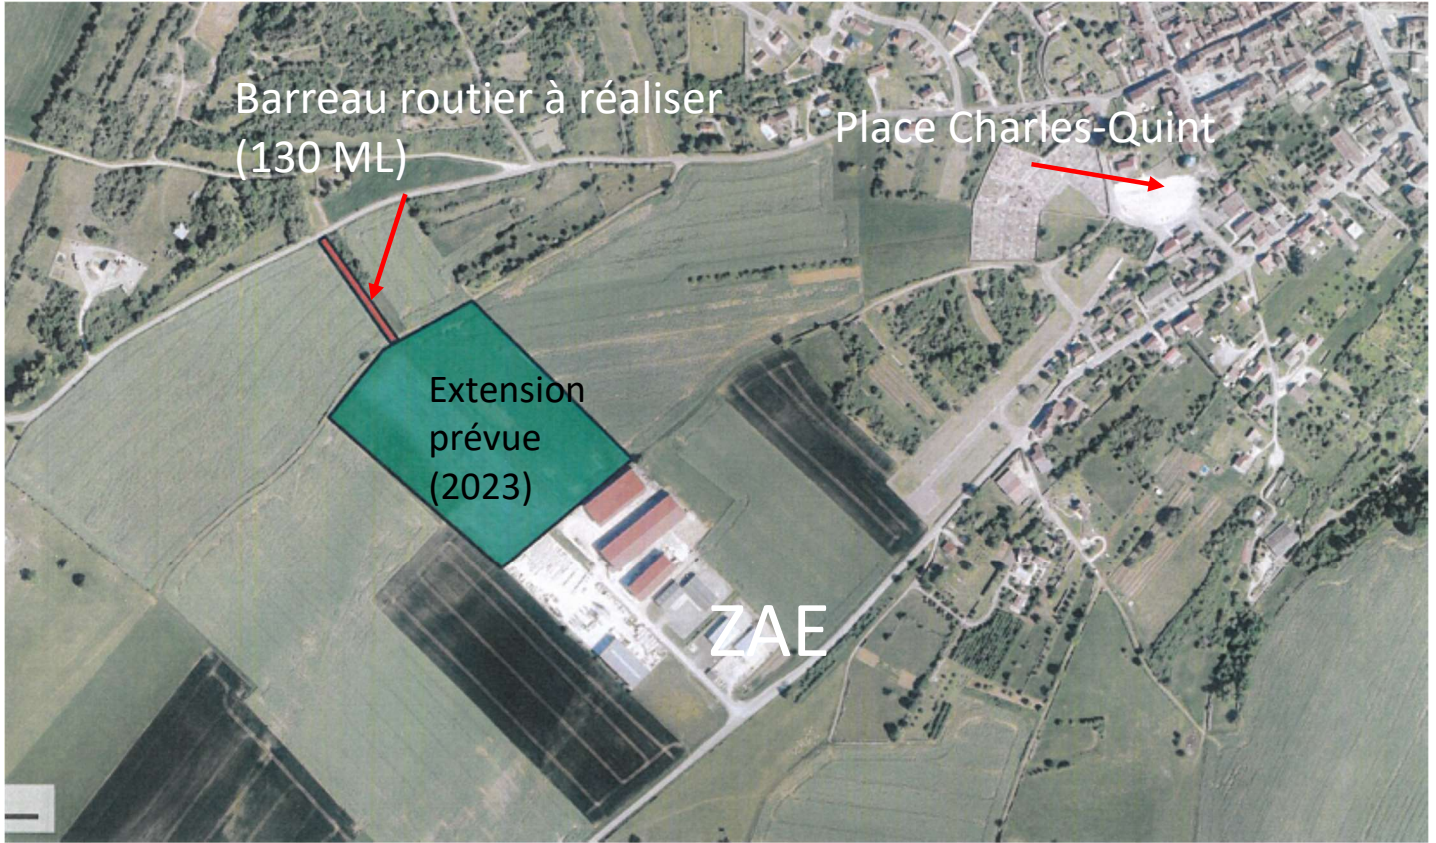 Barreau routier à réaliser
(130 ML)
Place Charles-Quint
Extension
prévue
(2023)
ZAE